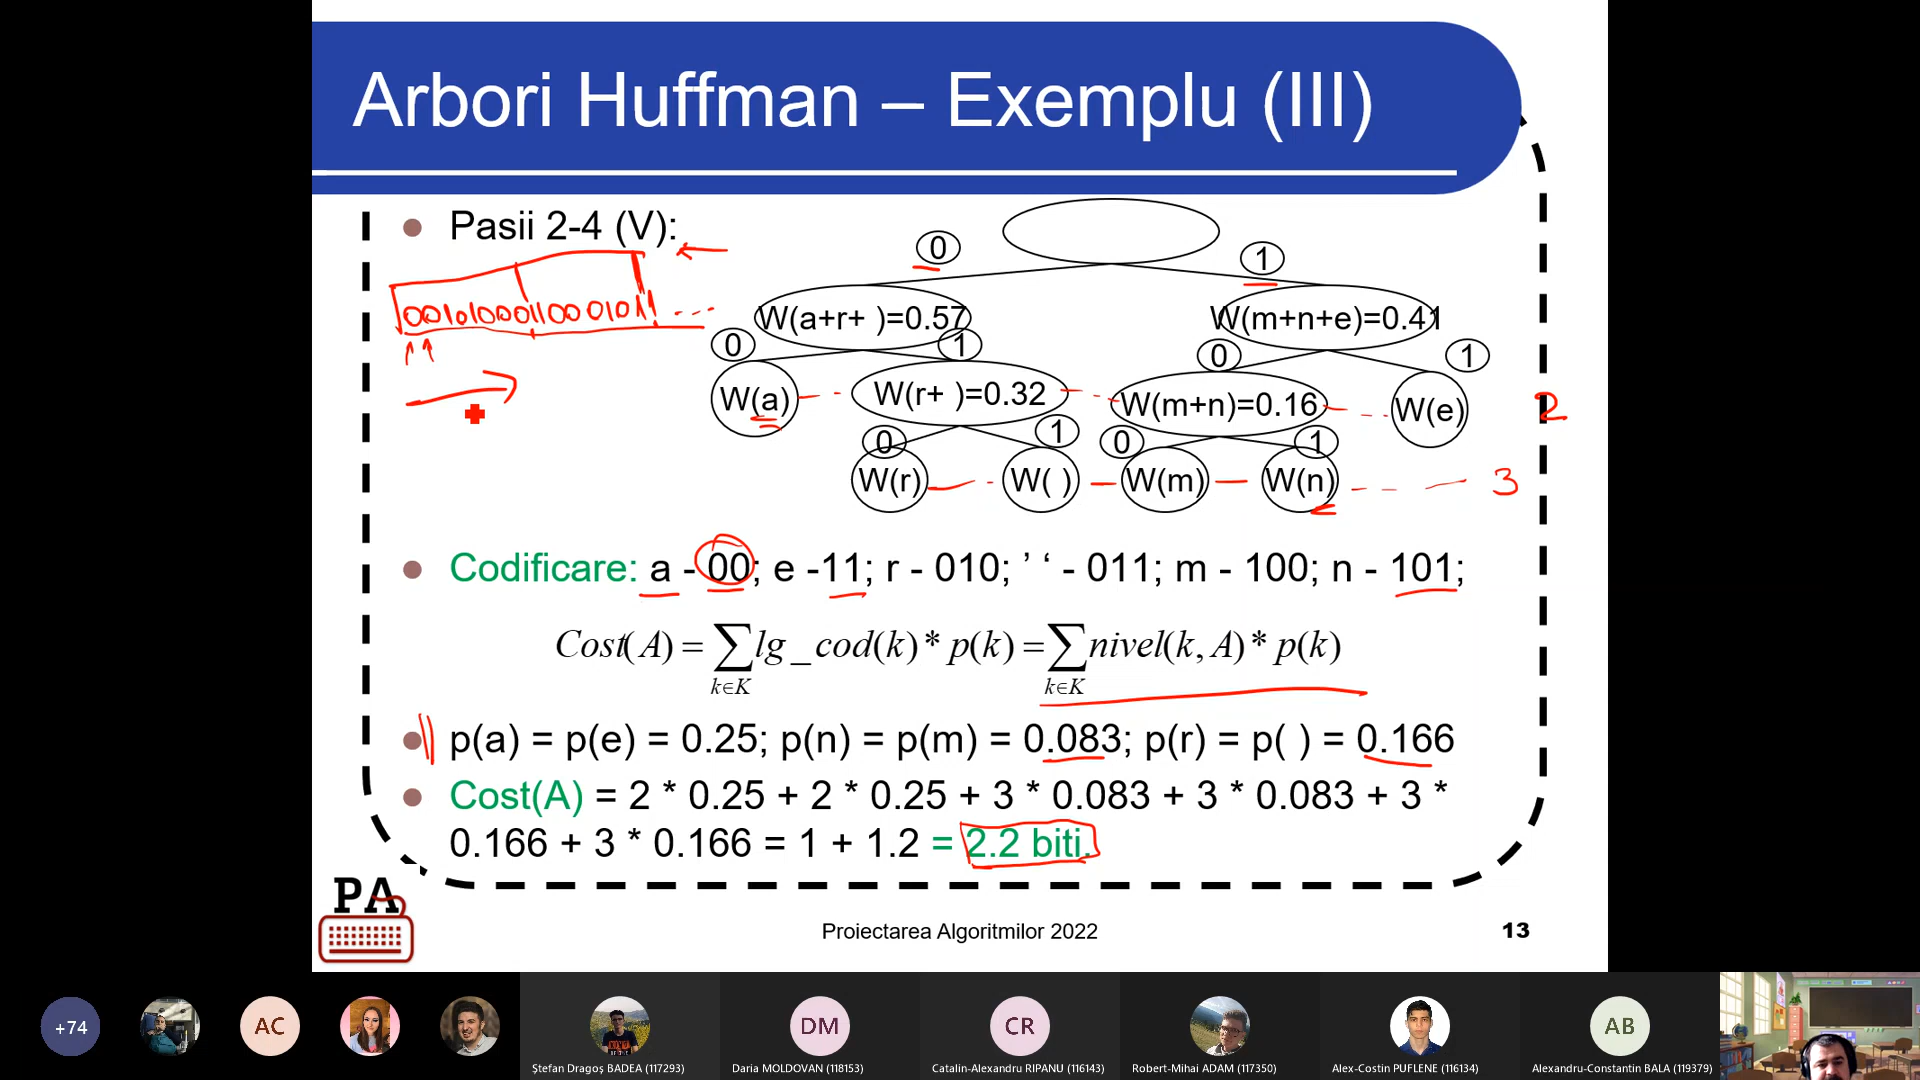 Arbori Huffman – Exemplu (III)
Pasii 2-4 (V):
0
1
W(a+r+ )=0.57
W(m+n+e)=0.41
0
1
0
1
W(a)
W(r+ )=0.32
W(m+n)=0.16
W(e)
2
0
1
0
1
W(r)
W( )
W(m)
W(n)
3
Codificare: a - 00; e -11; r - 010; ’ ‘ - 011; m - 100; n - 101;
Cost(A) = ∑ lg_cod(k) * p(k) = ∑ nivel(k, A) * p(k)
k∈K k∈K
p(a) = p(e) = 0.25; p(n) = p(m) = 0.083; p(r) = p( ) = 0.166
Cost(A) = 2 * 0.25 + 2 * 0.25 + 3 * 0.083 + 3 * 0.083 + 3 *
0.166 + 3 * 0.166 = 1 + 1.2 = 2.2 biti.
PA
Proiectarea Algoritmilor 2022
13
+74
AC
DM
CR
AB
Ștefan Dragoș BADEA (117293)
Daria MOLDOVAN (118153)
Catalin-Alexandru RIPANU (116143)
Robert-Mihai ADAM (117350)
Alex-Costin PUFLENE (116134)
Alexandru-Constantin BALA (119379)